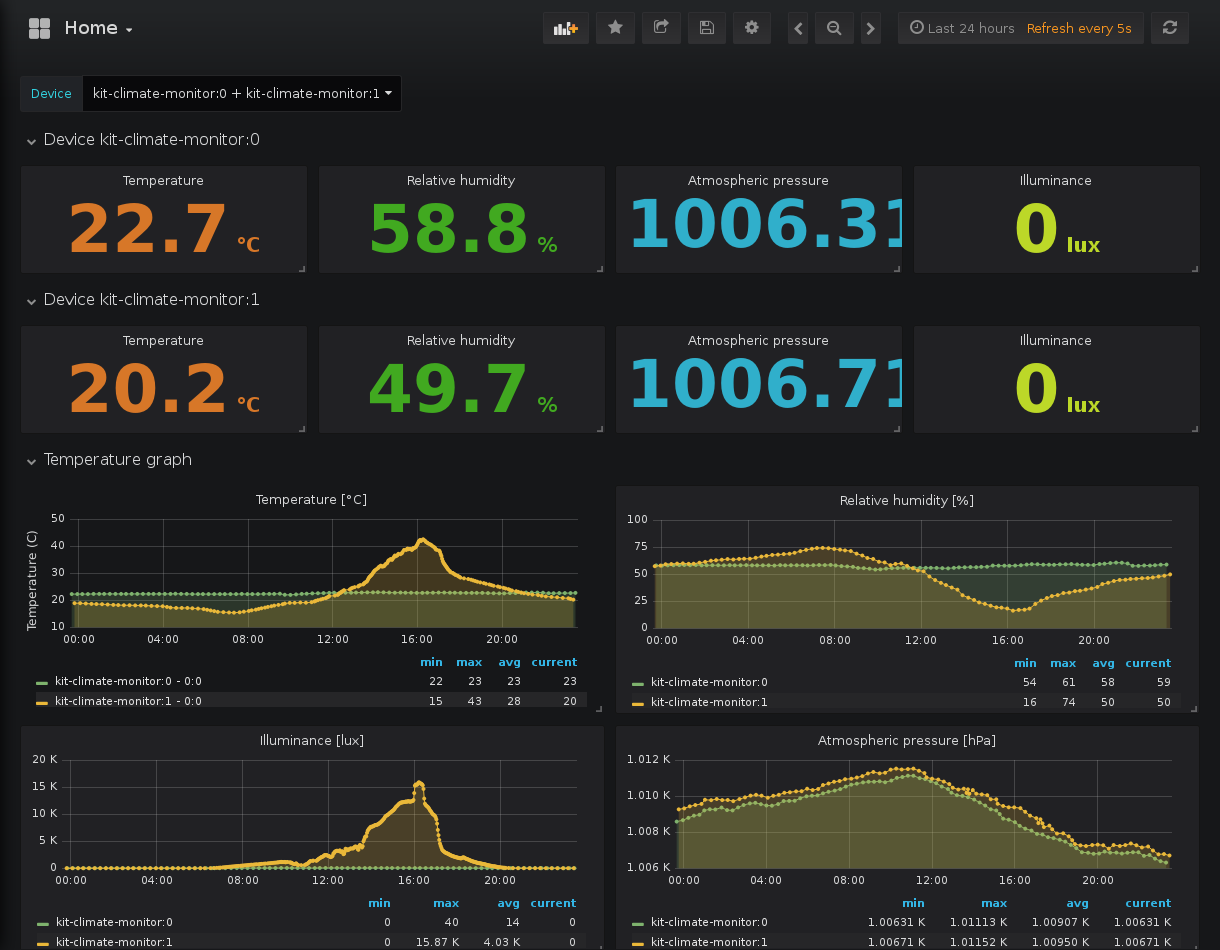 Home
Last 24 hours Refresh every 5s
Device kit-climate-monitor:0 + kit-climate-monitor:1
Device kit-climate-monitor:0
Temperature Relative humidity Atmospheric pressure Illuminance
22.7 °C 58.8 % 1006.31 0 lux
Device kit-climate-monitor:1
Temperature Relative humidity Atmospheric pressure Illuminance
20.2 °C 49.7 % 1006.71 0 lux
Temperature graph
Temperature [°C]
Temperature (C)
50
40
30
20
10
00:00 04:00 08:00 12:00 16:00 20:00
min max avg current
kit-climate-monitor:0 - 0:0 22 23 23 23
kit-climate-monitor:1 - 0:0 15 43 28 20
Relative humidity [%]
100
75
50
25
0
00:00 04:00 08:00 12:00 16:00 20:00
min max avg current
kit-climate-monitor:0 54 61 58 59
kit-climate-monitor:1 16 74 50 50
Illuminance [lux]
20 K
15 K
10 K
5 K
0
00:00 04:00 08:00 12:00 16:00 20:00
min max avg current
kit-climate-monitor:0 0 40 14 0
kit-climate-monitor:1 0 15.87 K 4.03 K 0
Atmospheric pressure [hPa]
1.012 K
1.010 K
1.008 K
1.006 K
00:00 04:00 08:00 12:00 16:00 20:00
min max avg current
kit-climate-monitor:0 1.00631 K 1.01113 K 1.00907 K 1.00631 K
kit-climate-monitor:1 1.00671 K 1.01152 K 1.00950 K 1.00671 K